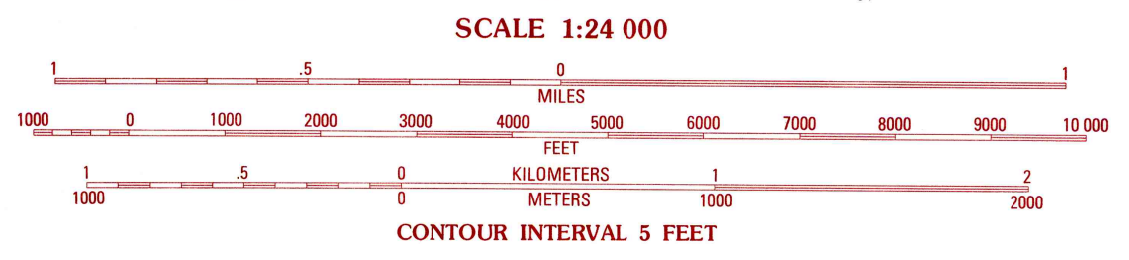 SCALE 1:24 000
1 .5 0 1
MILES
1000 0 1000 2000 3000 4000 5000 6000 7000 8000 9000 10 000
FEET
1 .5 0 KILOMETERS 1 2
1000 0 METERS 1000 2000
CONTOUR INTERVAL 5 FEET